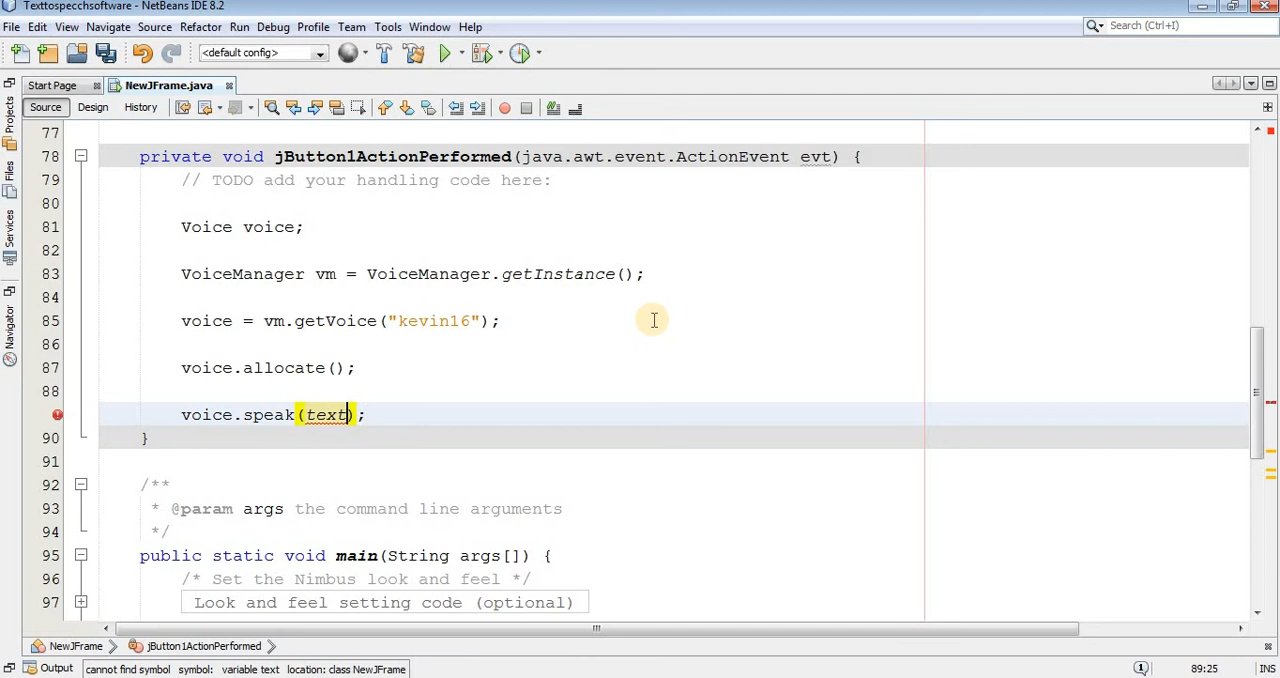 Texttospecchsoftware - NetBeans IDE 8.2
File Edit View Navigate Source Refactor Run Debug Profile Team Tools Window Help
Search (Ctrl+I)
<default config>
Start Page NewJFrame.java
Source Design History
Projects
Files
Services
Navigator
77
78 private void jButton1ActionPerformed(java.awt.event.ActionEvent evt) {
79 // TODO add your handling code here:
80
81 Voice voice;
82
83 VoiceManager vm = VoiceManager.getInstance();
84
85 voice = vm.getVoice("kevin16");
86
87 voice.allocate();
88
voice.speak(text);
90 }
91
92 /**
93 * @param args the command line arguments
94 */
95 public static void main(String args[]) {
96 /* Set the Nimbus look and feel */
97 Look and feel setting code (optional)
NewJFrame jButton1ActionPerformed
Output cannot find symbol symbol: variable text location: class NewJFrame 1 89:25 INS